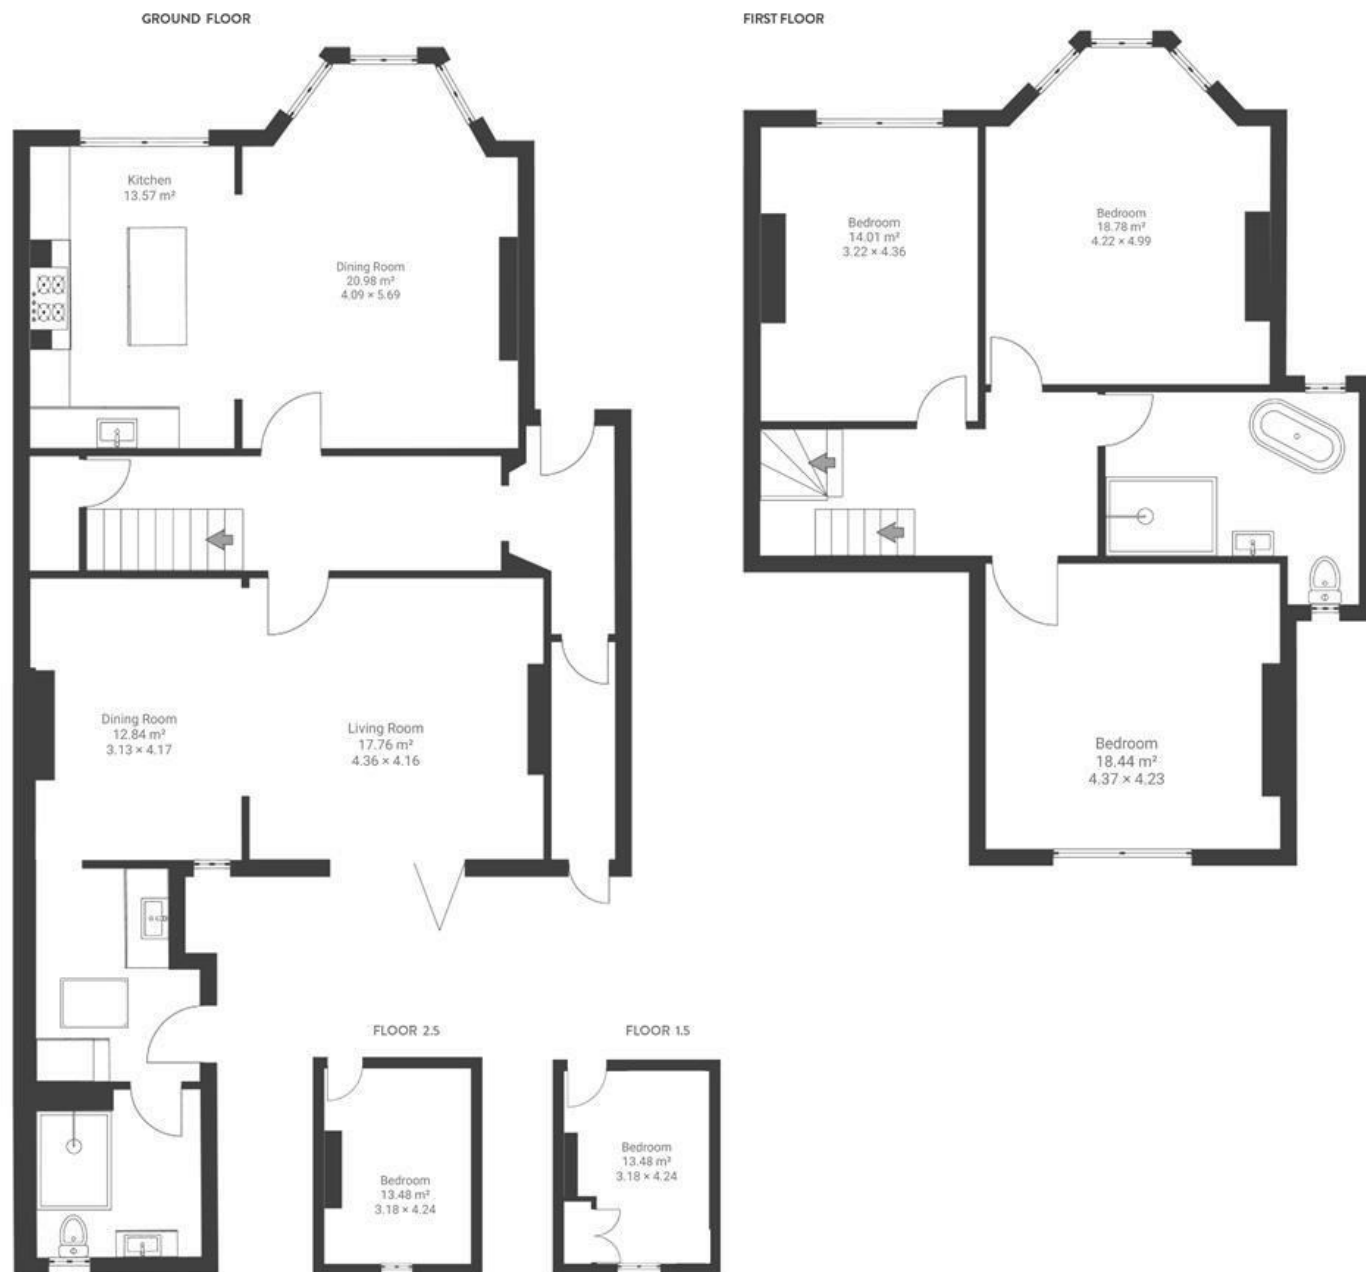 GROUND FLOOR
Kitchen
13.57 m²
Dining Room
20.98 m²
4.09 × 5.69
Dining Room
12.84 m²
3.13 × 4.17
Living Room
17.76 m²
4.36 × 4.16
FIRST FLOOR
Bedroom
14.01 m²
3.22 × 4.36
Bedroom
18.78 m²
4.22 × 4.99
Bedroom
18.44 m²
4.37 × 4.23
FLOOR 2.5
Bedroom
13.48 m²
3.18 × 4.24
FLOOR 1.5
Bedroom
13.48 m²
3.18 × 4.24